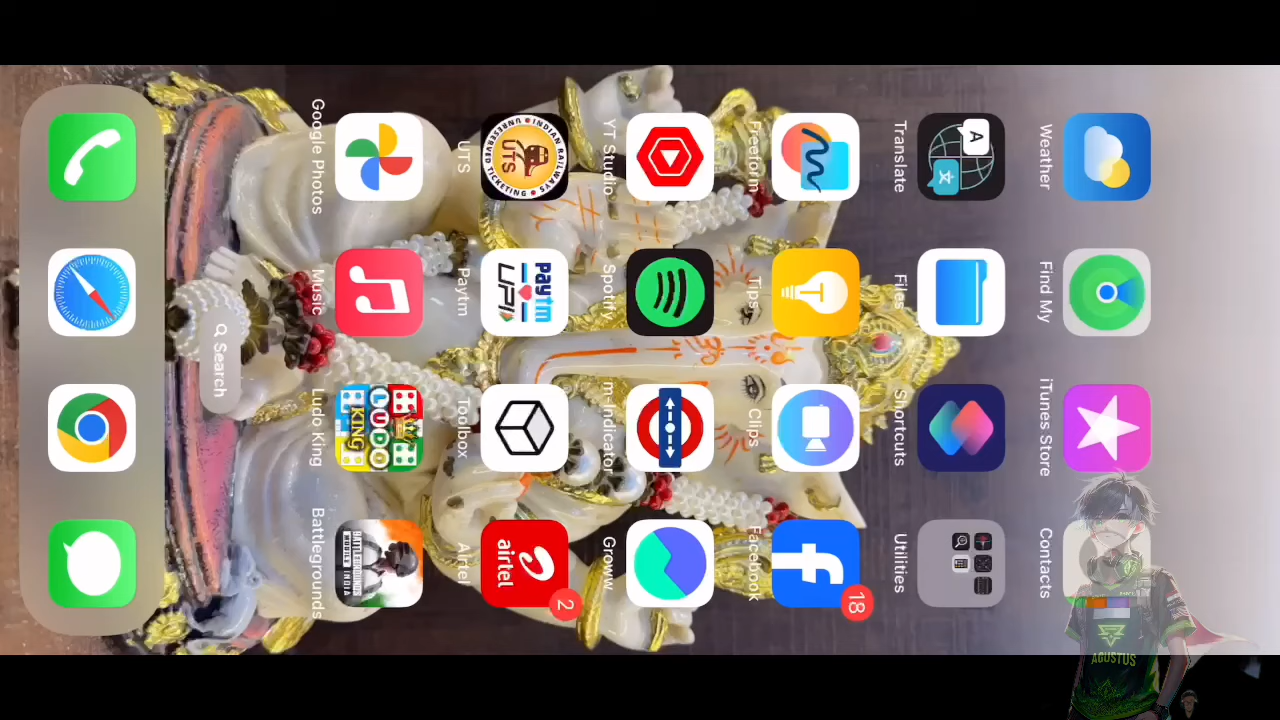 Weather
Find My
iTunes Store
Contacts
Translate
A
文
Files
Shortcuts
Utilities
Freeform
Tips
Clips
Facebook
18
YT Studio
Spotify
m-Indicator
Groww
UTS
INDIAN RAILWAYS
UNRESERVED TICKETING
UTS
Paytm
paytm
UPI
Toolbox
Airtel
airtel
2
Google Photos
Music
Ludo King
LUDO
KING
Battlegrounds
BATTLEGROUNDS
MOBILE INDIA
Search
AGUSTUS